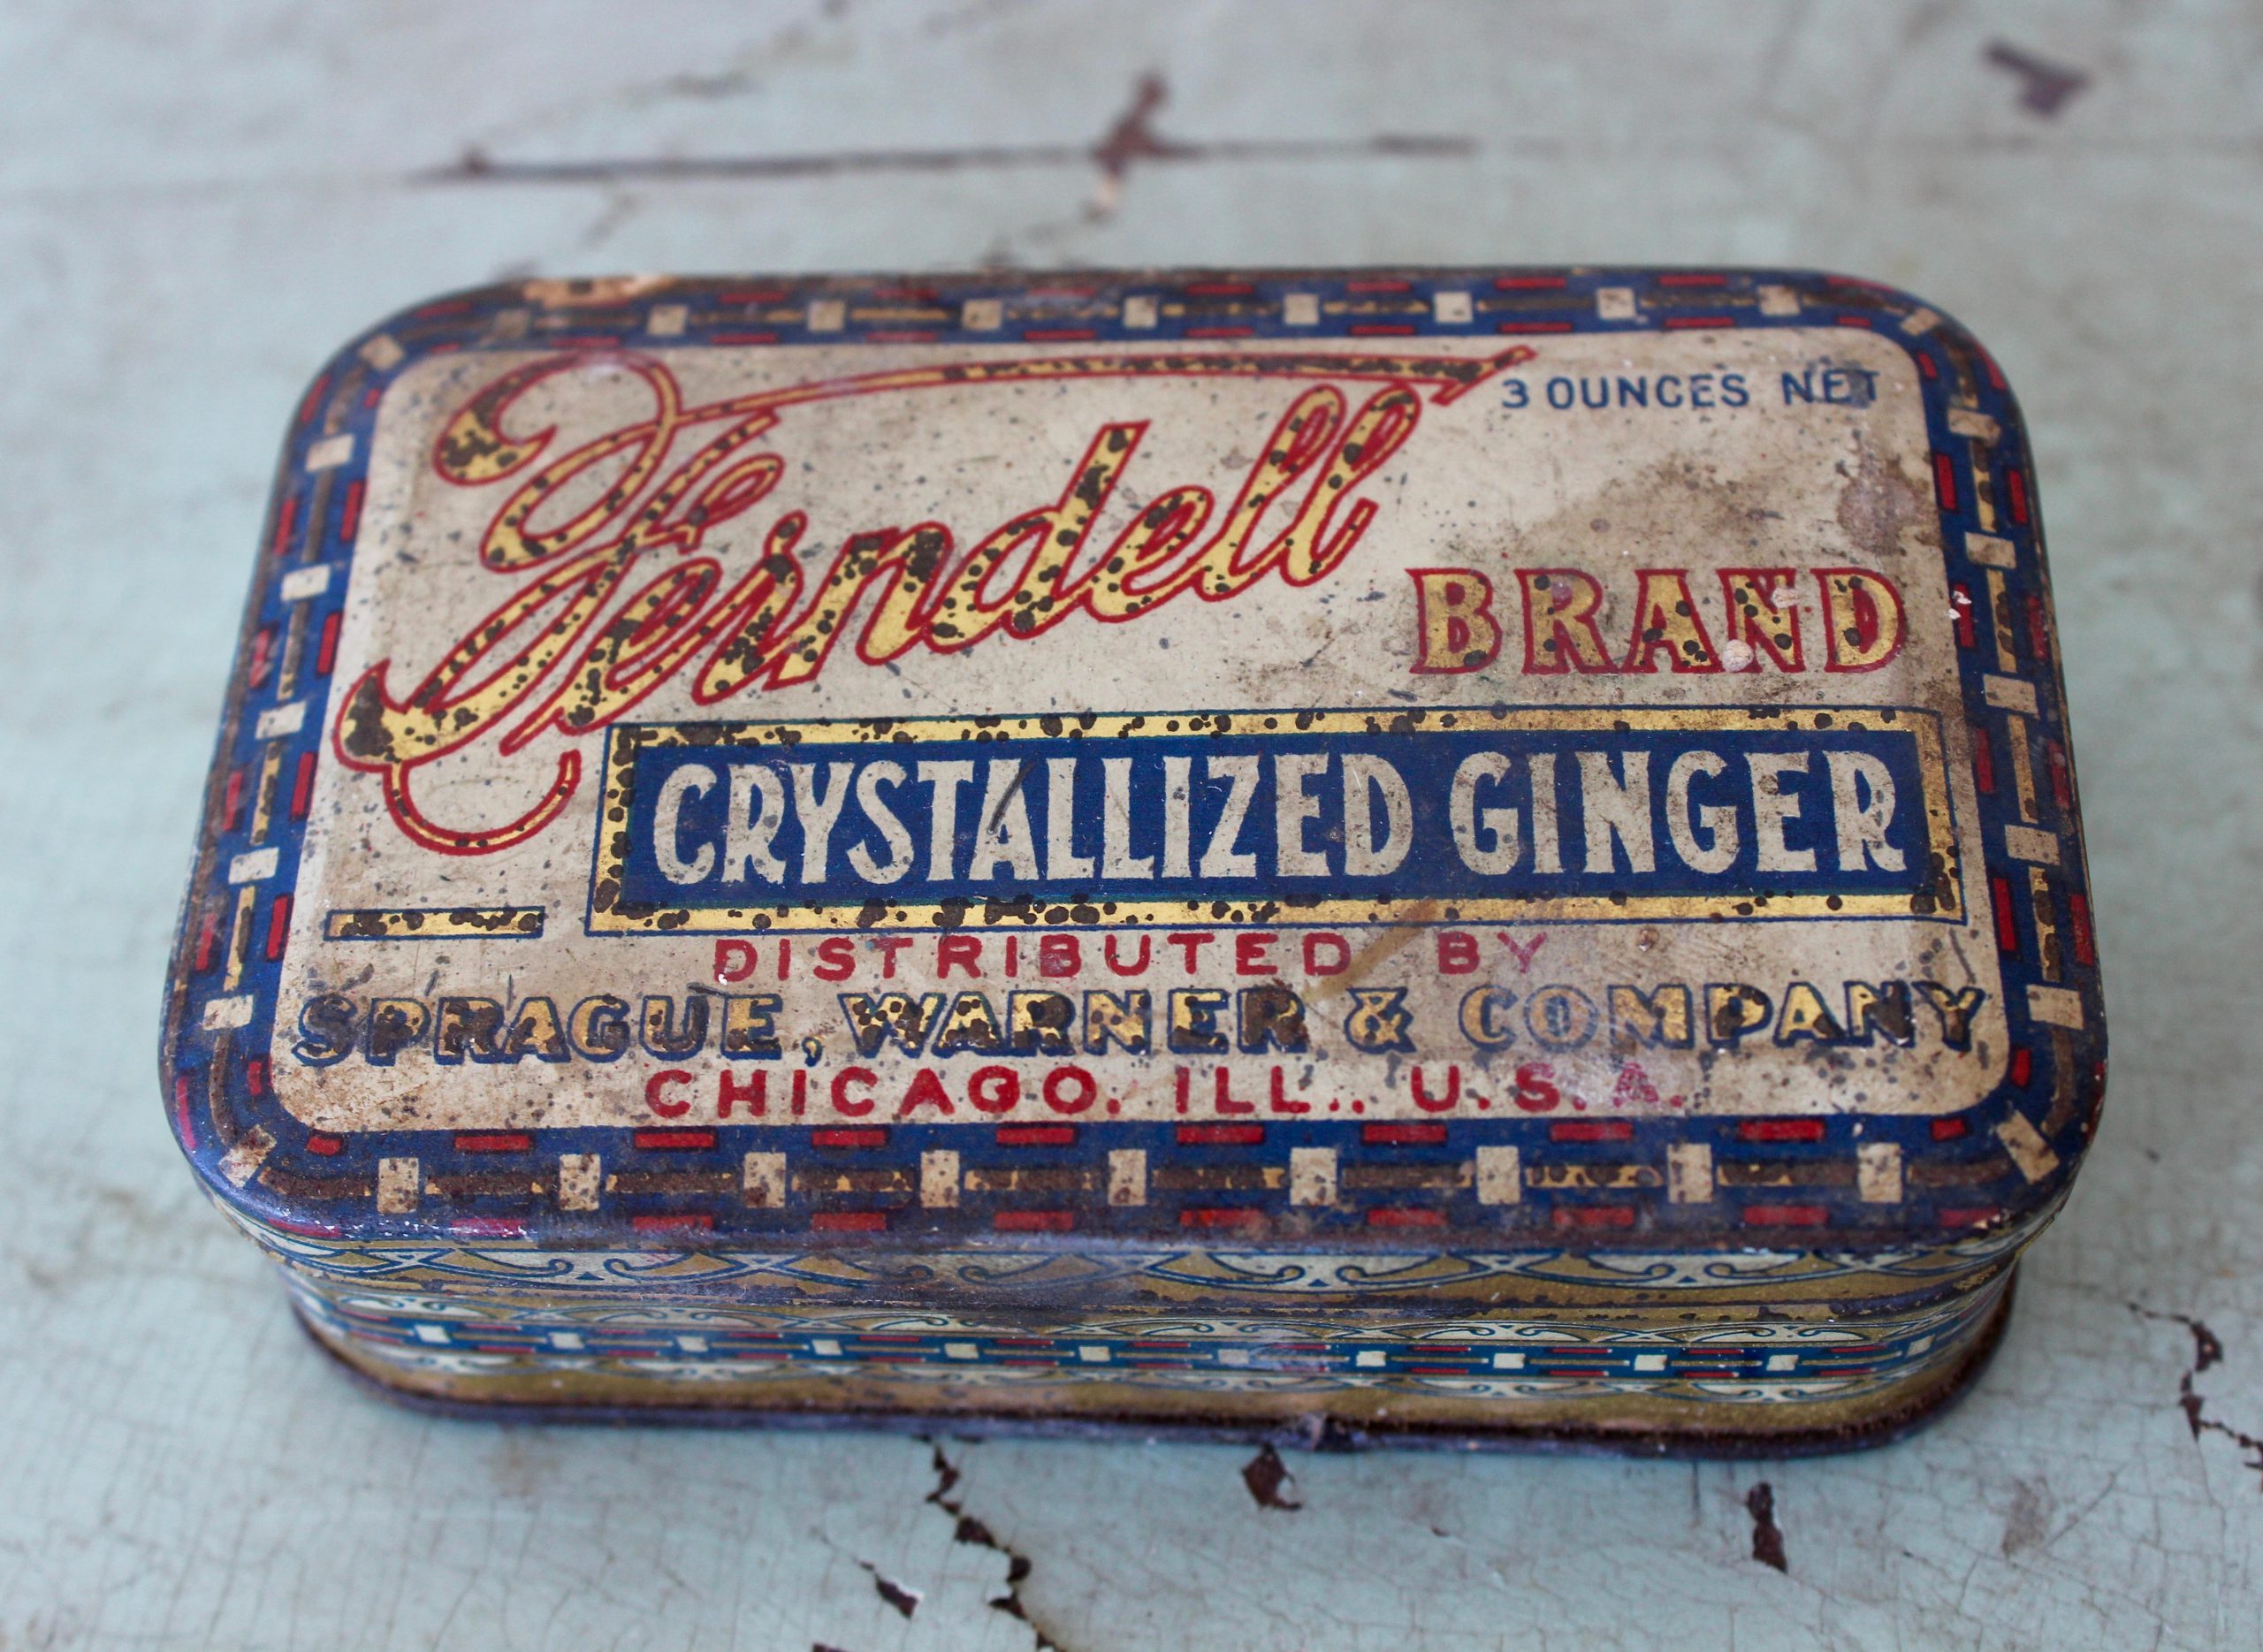 3 OUNCES NET
Ferndell
BRAND
CRYSTALLIZED GINGER
DISTRIBUTED BY
SPRAGUE, WARNER & COMPANY
CHICAGO. ILL.. U.S.A.